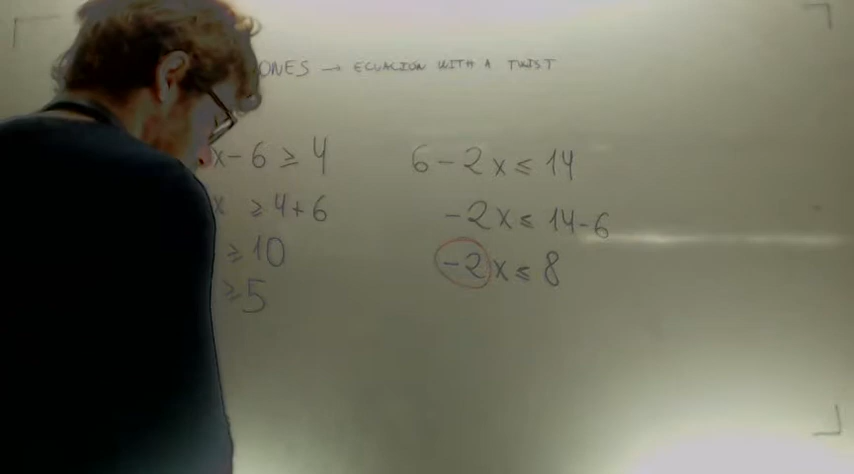 ONES → ECUACION WITH A TWIST
x - 6 ≥ 4
x ≥ 4 + 6
≥ 10
≥ 5
6 - 2x ≤ 14
-2x ≤ 14 - 6
-2x ≤ 8